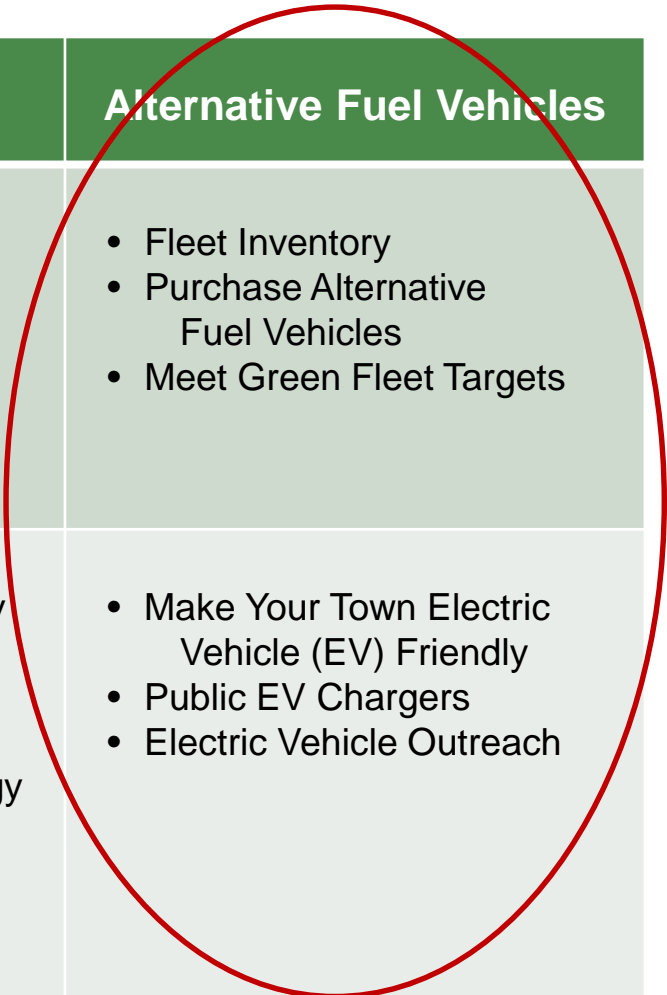 Alternative Fuel Vehicles
• Fleet Inventory
• Purchase Alternative
Fuel Vehicles
• Meet Green Fleet Targets
• Make Your Town Electric
Vehicle (EV) Friendly
• Public EV Chargers
• Electric Vehicle Outreach